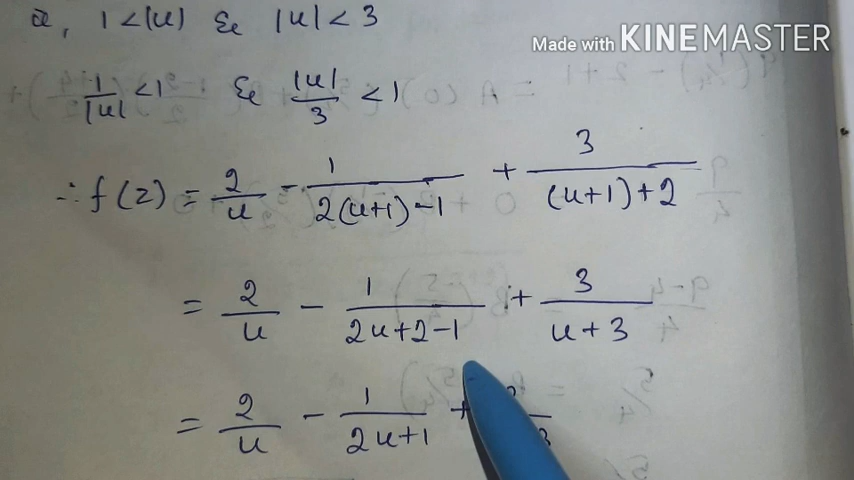 Made with KINEMASTER
2, 1 < |u| & |u| < 3
1/|u| < 1 & |u|/3 < 1
∴ f(z) = 2/u - 1/(2(u+1)-1) + 3/((u+1)+2)
= 2/u - 1/(2u+2-1) + 3/(u+3)
= 2/u - 1/(2u+1) +